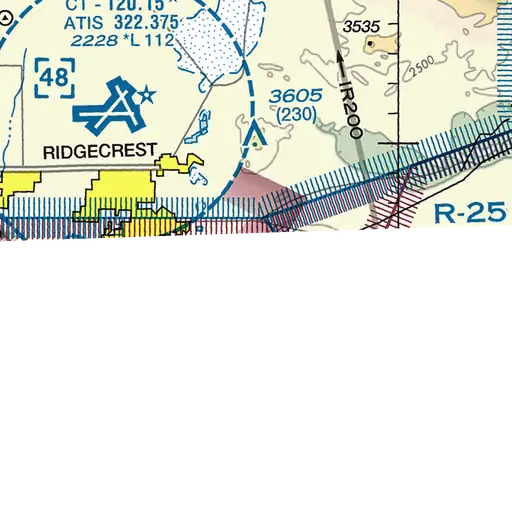 CT - 120.15 *
ATIS 322.375
2228 *L 112
48
RIDGECREST
3605
(230)
3535
2500
IR200
R-25